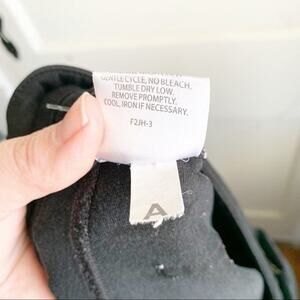 GENTLE CYCLE, NO BLEACH.
TUMBLE DRY LOW.
REMOVE PROMPTLY.
COOL, IRON IF NECESSARY.
F2JH-3
A